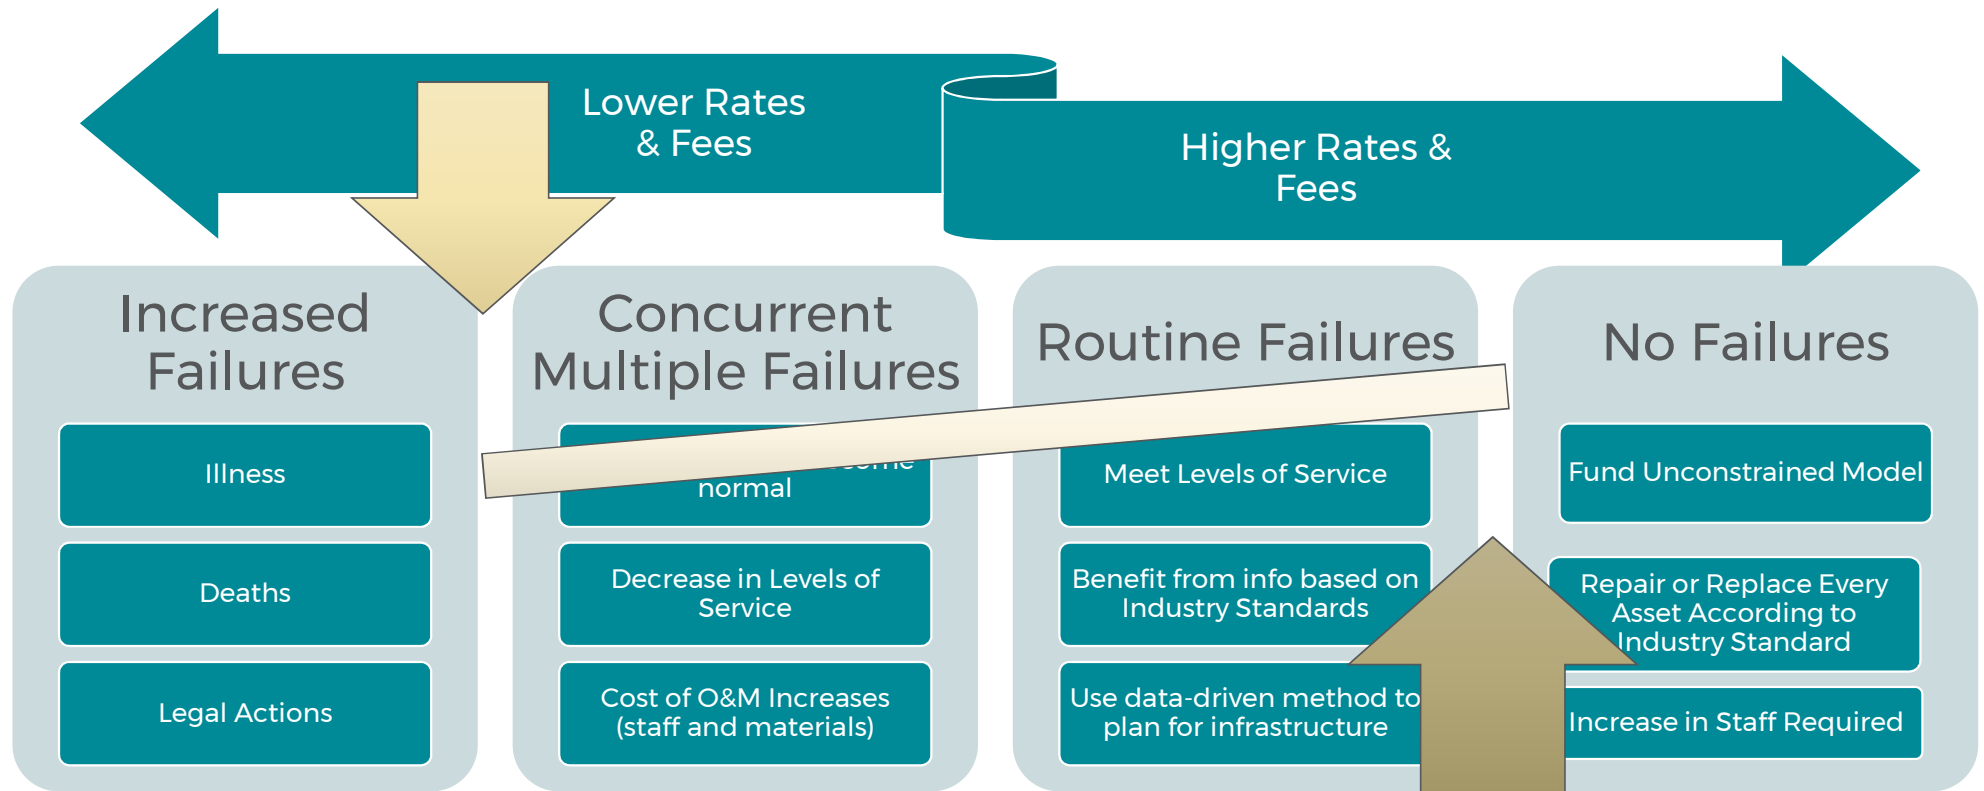 Lower Rates
& Fees
Higher Rates &
Fees
Increased
Failures
Illness
Deaths
Legal Actions
Concurrent
Multiple Failures
normal
Decrease in Levels of
Service
Cost of O&M Increases
(staff and materials)
Routine Failures
Meet Levels of Service
Benefit from info based on
Industry Standards
Use data-driven method to
plan for infrastructure
No Failures
Fund Unconstrained Model
Repair or Replace Every
Asset According to
Industry Standard
Increase in Staff Required